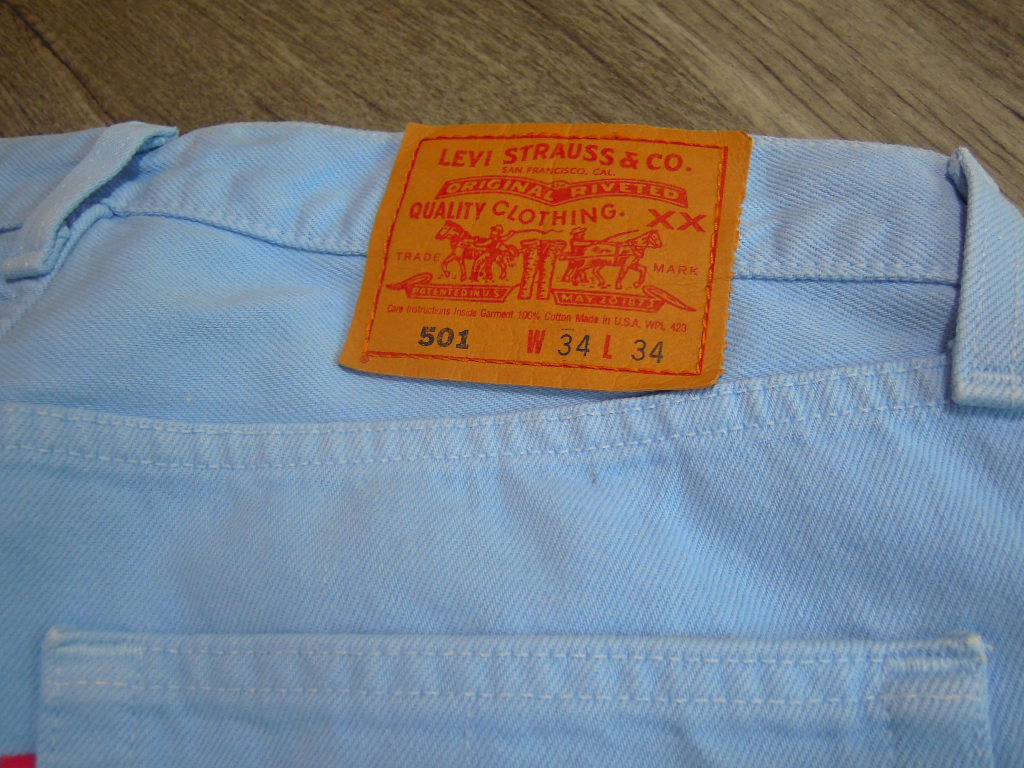 LEVI STRAUSS & CO.
SAN FRANCISCO, CAL.
ORIGINAL RIVETED
QUALITY CLOTHING.
XX
TRADE MARK
PATENTED IN U.S. MAY 20 1873
Care Instructions Inside Garment 100% Cotton Made in U.S.A. WPL 423
501 W 34 L 34